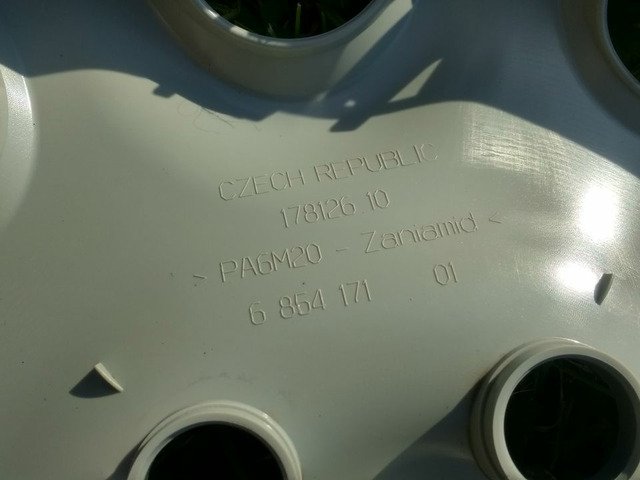 CZECH REPUBLIC
178126.10
> PA6M20 - Zaniamid <
6 854 171 01